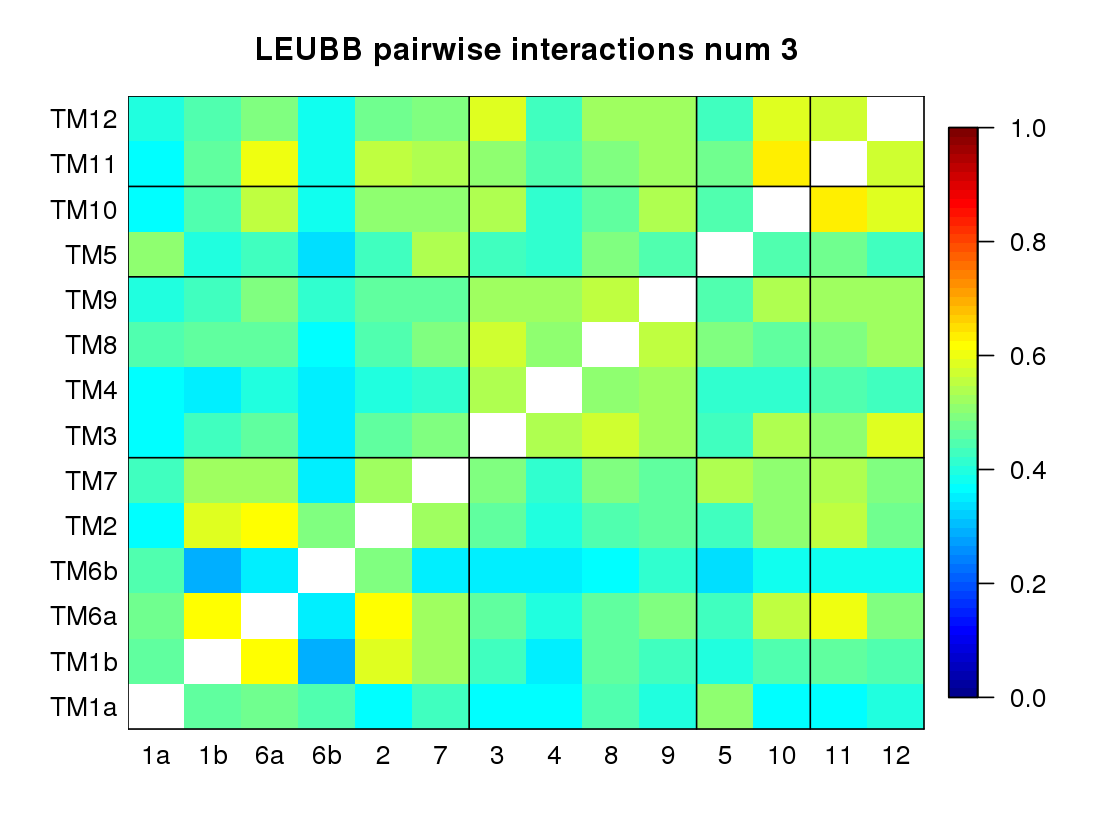 LEUBB pairwise interactions num 3
TM12
TM11
TM10
TM5
TM9
TM8
TM4
TM3
TM7
TM2
TM6b
TM6a
TM1b
TM1a
1a 1b 6a 6b 2 7 3 4 8 9 5 10 11 12
1.0
0.8
0.6
0.4
0.2
0.0